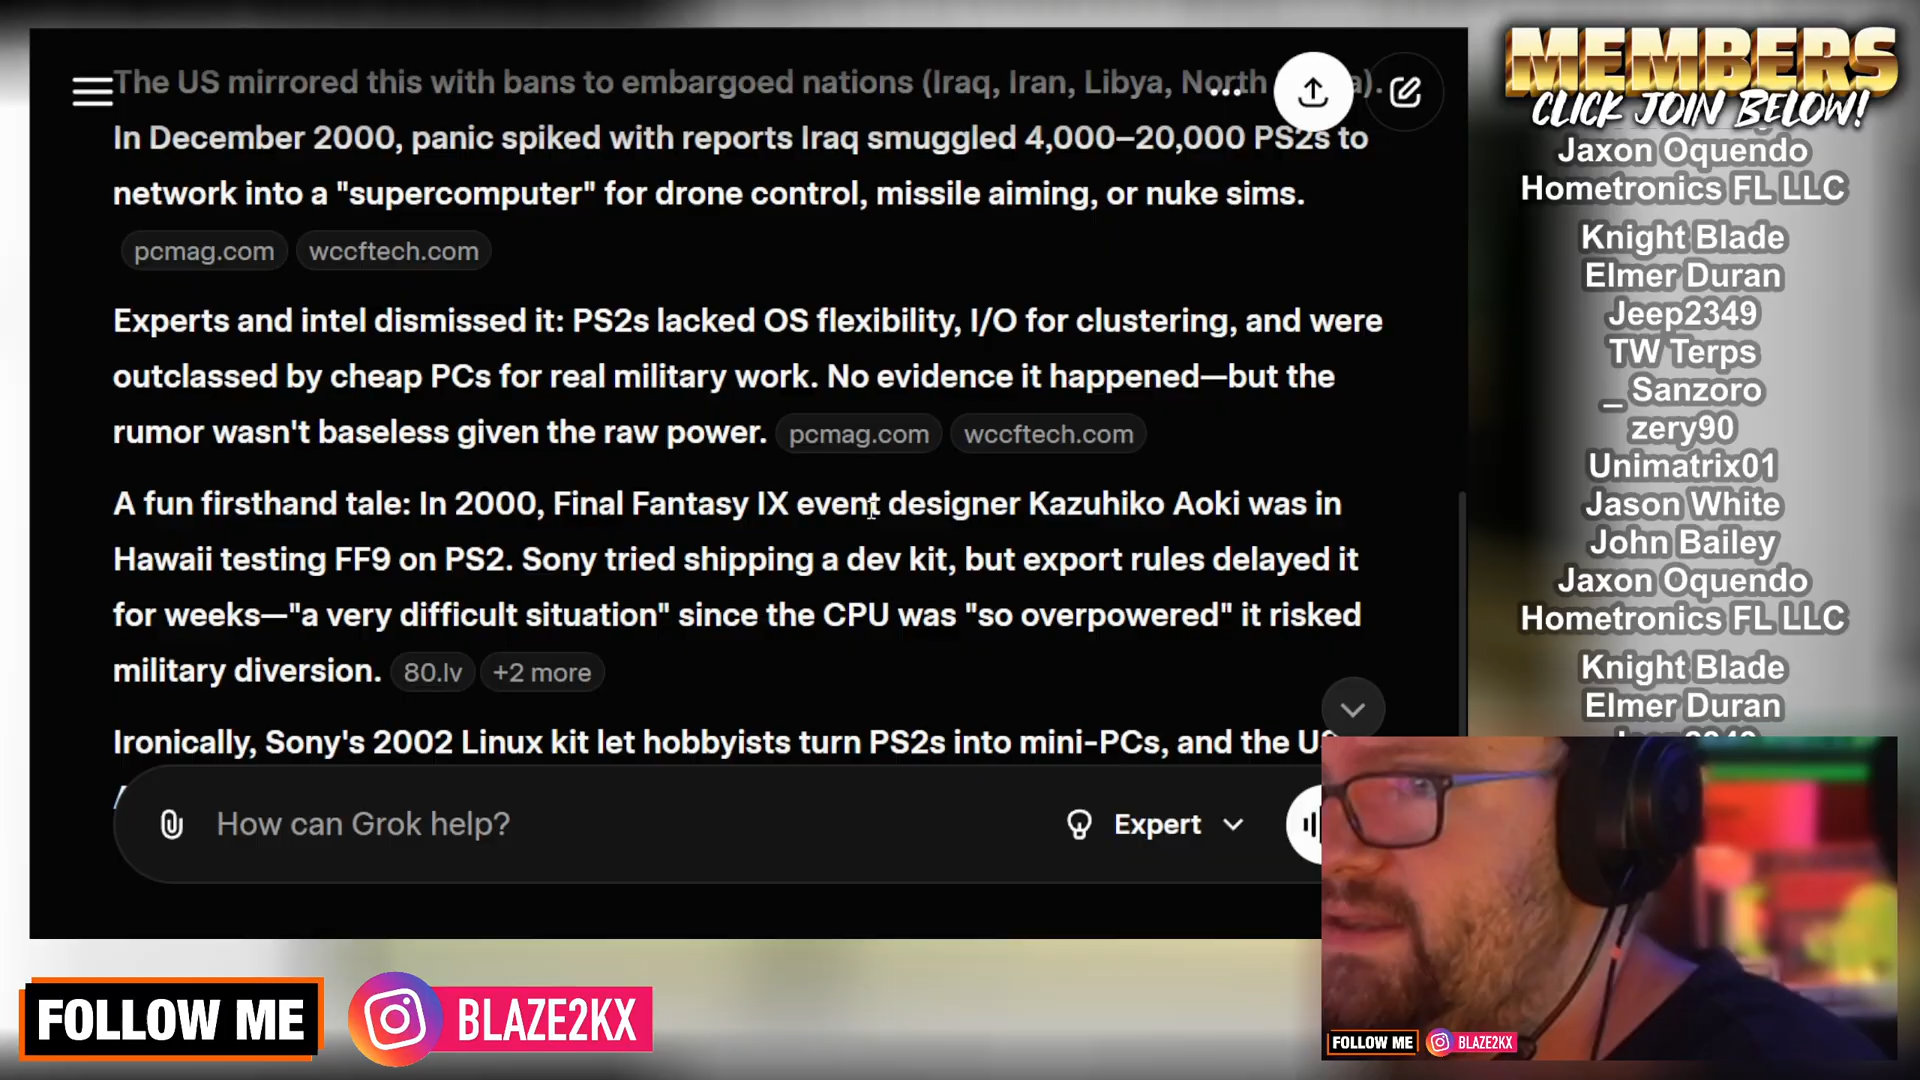 The US mirrored this with bans to embargoed nations (Iraq, Iran, Libya, North
In December 2000, panic spiked with reports Iraq smuggled 4,000–20,000 PS2s to
network into a "supercomputer" for drone control, missile aiming, or nuke sims.
pcmag.com wccftech.com
Experts and intel dismissed it: PS2s lacked OS flexibility, I/O for clustering, and were
outclassed by cheap PCs for real military work. No evidence it happened—but the
rumor wasn't baseless given the raw power. pcmag.com wccftech.com
A fun firsthand tale: In 2000, Final Fantasy IX event designer Kazuhiko Aoki was in
Hawaii testing FF9 on PS2. Sony tried shipping a dev kit, but export rules delayed it
for weeks—"a very difficult situation" since the CPU was "so overpowered" it risked
military diversion. 80.lv +2 more
Ironically, Sony's 2002 Linux kit let hobbyists turn PS2s into mini-PCs, and the US
How can Grok help?
Expert
MEMBERS
CLICK JOIN BELOW!
Jaxon Oquendo
Hometronics FL LLC
Knight Blade
Elmer Duran
Jeep2349
TW Terps
_ Sanzoro
zery90
Unimatrix01
Jason White
John Bailey
Jaxon Oquendo
Hometronics FL LLC
Knight Blade
Elmer Duran
FOLLOW ME
BLAZE2KX
FOLLOW ME
BLAZE2KX